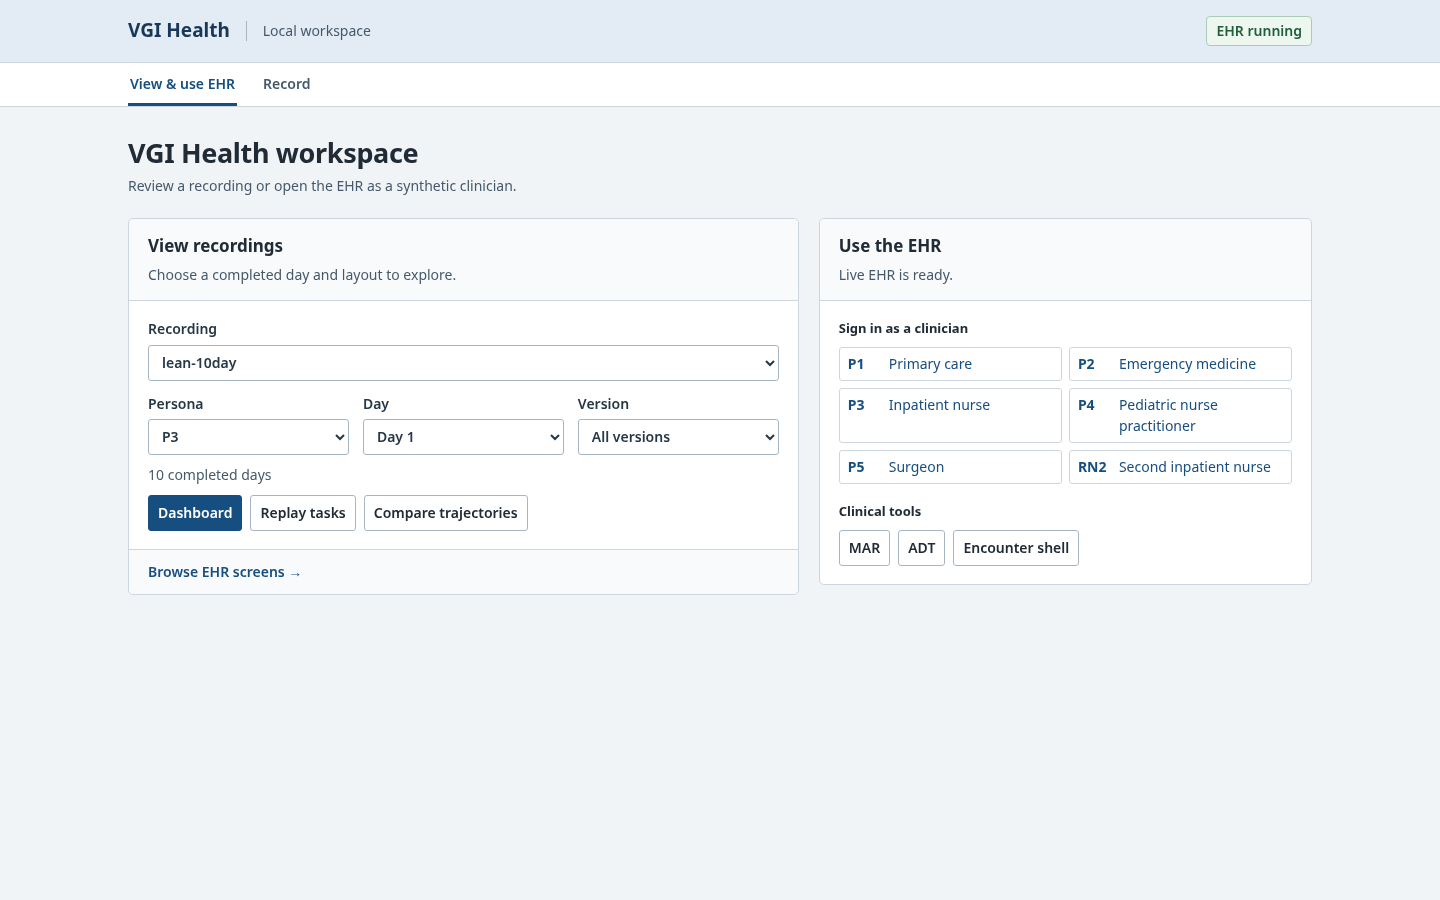 VGI Health
Local workspace
EHR running
View & use EHR
Record
VGI Health workspace
Review a recording or open the EHR as a synthetic clinician.
View recordings
Choose a completed day and layout to explore.
Recording
lean-10day
Persona
Day
Version
P3
Day 1
All versions
10 completed days
Dashboard
Replay tasks
Compare trajectories
Browse EHR screens →
Use the EHR
Live EHR is ready.
Sign in as a clinician
P1 Primary care
P2 Emergency medicine
P3 Inpatient nurse
P4 Pediatric nurse
practitioner
P5 Surgeon
RN2 Second inpatient nurse
Clinical tools
MAR
ADT
Encounter shell